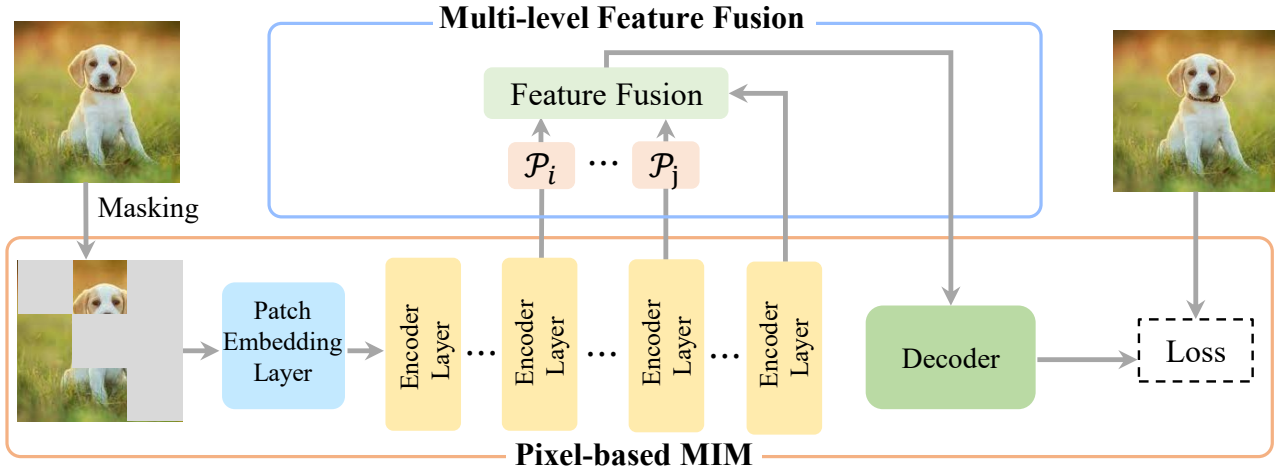 Multi-level Feature Fusion
Feature Fusion
𝒫i ... 𝒫j
Masking
Patch
Embedding
Layer
Encoder
Layer
...
Encoder
Layer
...
Encoder
Layer
...
Encoder
Layer
Decoder
Loss
Pixel-based MIM